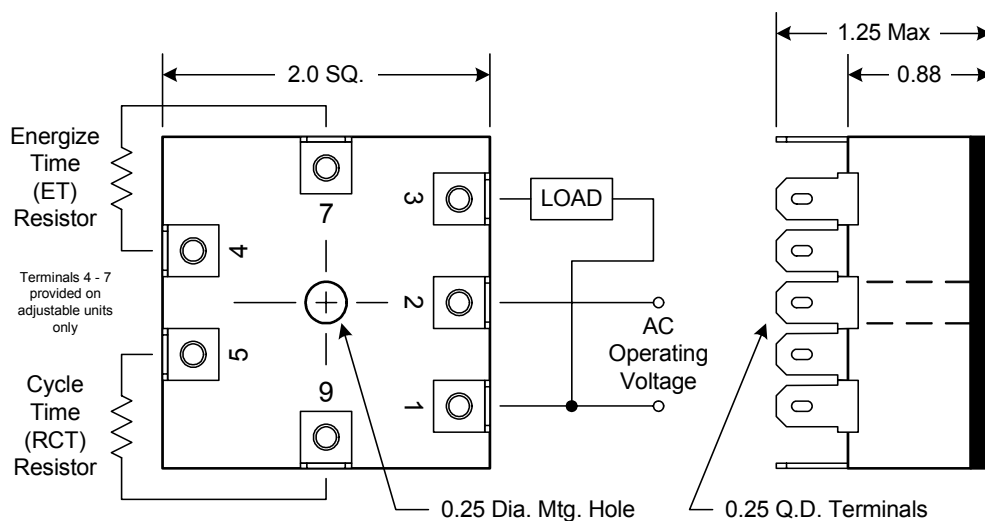 1.25 Max
0.88
2.0 SQ.
Energize
Time
(ET)
Resistor
7
3
LOAD
4
Terminals 4 - 7
provided on
adjustable units
only
2
AC
Operating
Voltage
5
9
1
Cycle
Time
(RCT)
Resistor
0.25 Dia. Mtg. Hole
0.25 Q.D. Terminals